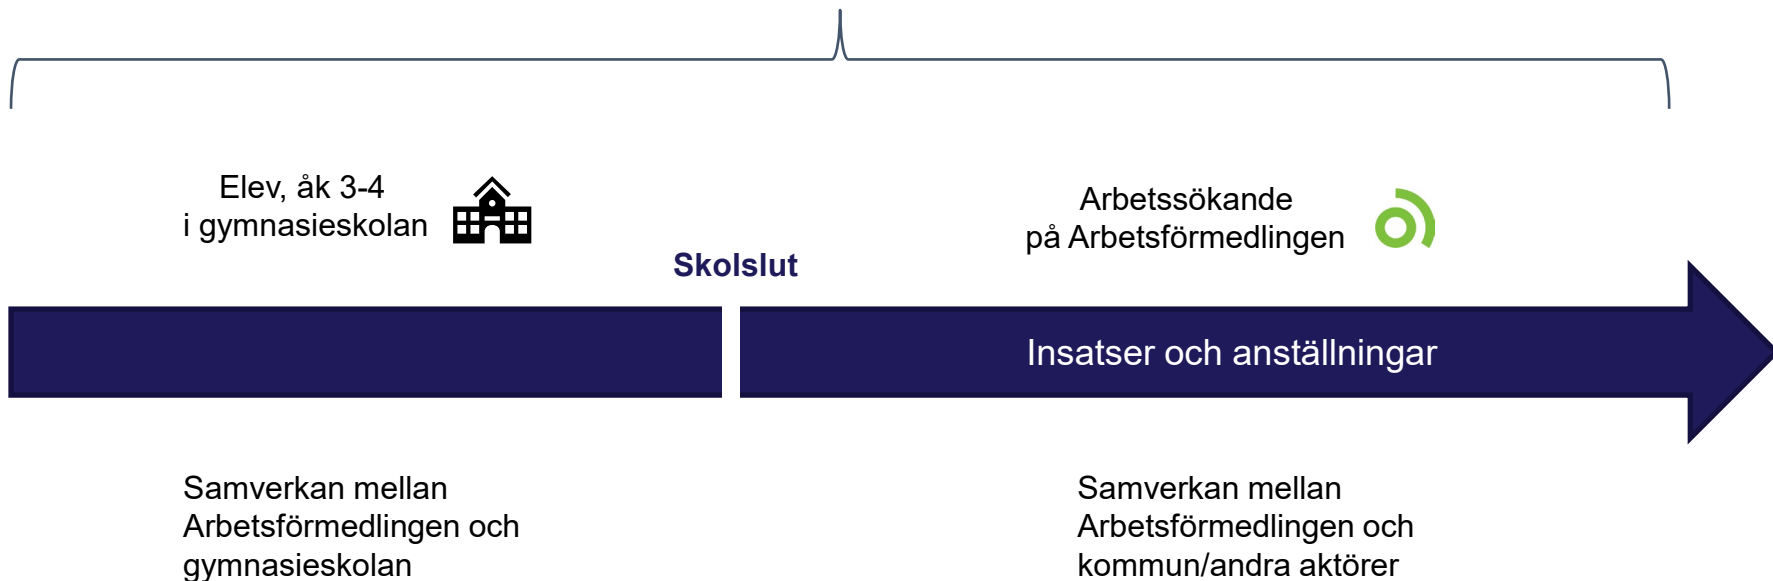 Elev, åk 3-4
i gymnasieskolan
Arbetssökande
på Arbetsförmedlingen
Skolslut
Insatser och anställningar
Samverkan mellan
Arbetsförmedlingen och
gymnasieskolan
Samverkan mellan
Arbetsförmedlingen och
kommun/andra aktörer